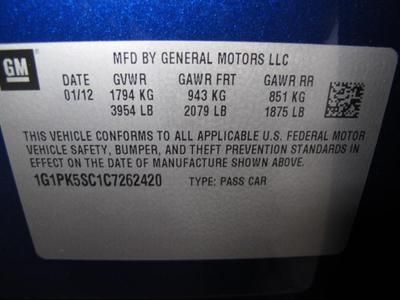 GM
MFD BY GENERAL MOTORS LLC
DATE GVWR GAWR FRT GAWR RR
01/12 1794 KG 943 KG 851 KG
3954 LB 2079 LB 1875 LB
THIS VEHICLE CONFORMS TO ALL APPLICABLE U.S. FEDERAL MOTOR
VEHICLE SAFETY, BUMPER, AND THEFT PREVENTION STANDARDS IN
EFFECT ON THE DATE OF MANUFACTURE SHOWN ABOVE.
1G1PK5SC1C7262420 TYPE: PASS CAR